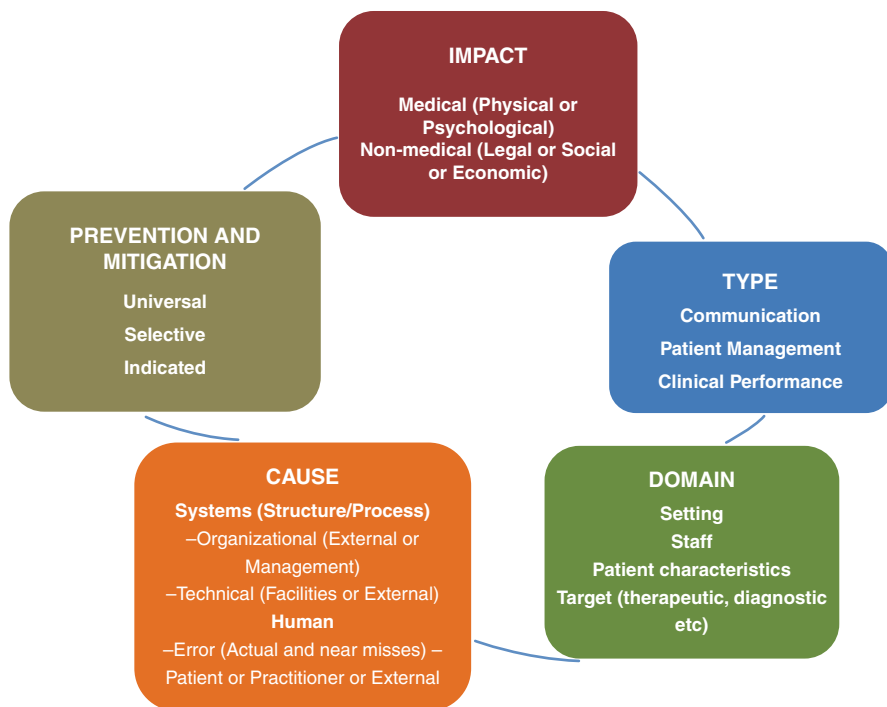 IMPACT
Medical (Physical or
Psychological)
Non-medical (Legal or Social
or Economic)
TYPE
Communication
Patient Management
Clinical Performance
DOMAIN
Setting
Staff
Patient characteristics
Target (therapeutic, diagnostic
etc)
CAUSE
Systems (Structure/Process)
–Organizational (External or
Management)
–Technical (Facilities or External)
Human
–Error (Actual and near misses) –
Patient or Practitioner or External
PREVENTION AND
MITIGATION
Universal
Selective
Indicated